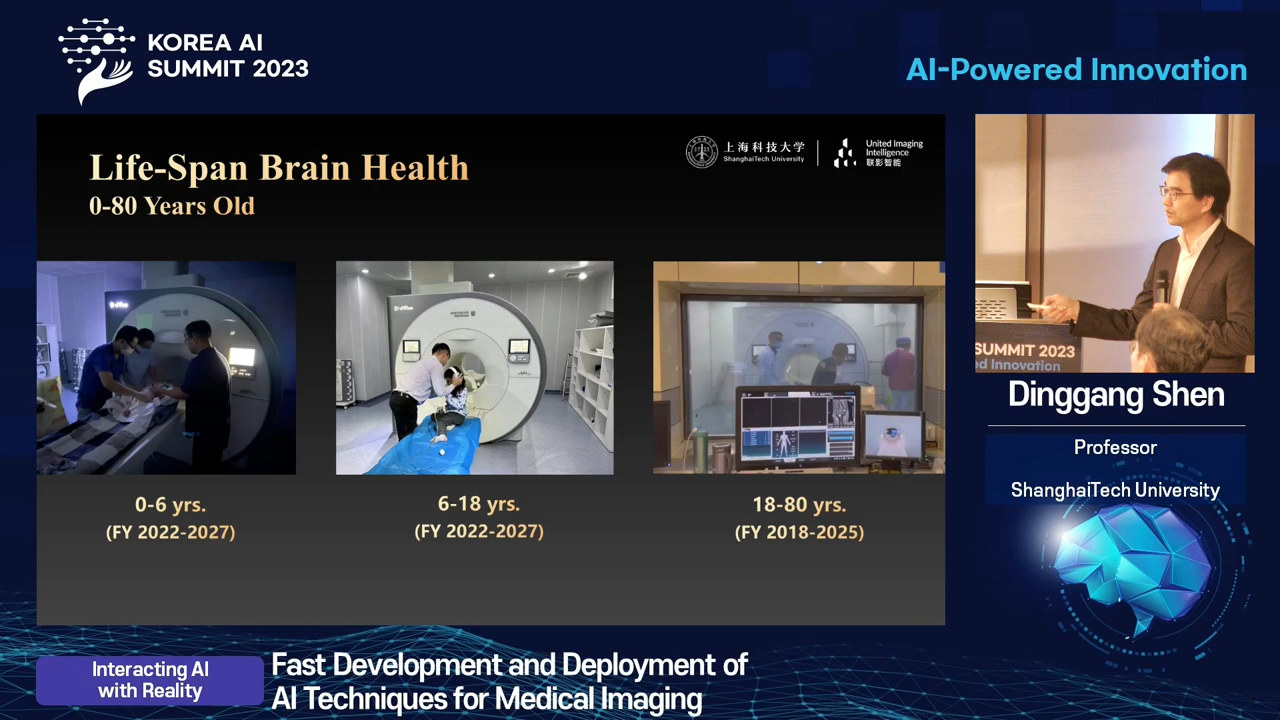 KOREA AI
SUMMIT 2023
AI-Powered Innovation
Life-Span Brain Health
0-80 Years Old
上海科技大学
ShanghaiTech University
United Imaging
Intelligence
联影智能
0-6 yrs.
(FY 2022-2027)
6-18 yrs.
(FY 2022-2027)
18-80 yrs.
(FY 2018-2025)
SUMMIT 2023
ed Innovation
Dinggang Shen
Professor
ShanghaiTech University
Interacting AI
with Reality
Fast Development and Deployment of
AI Techniques for Medical Imaging